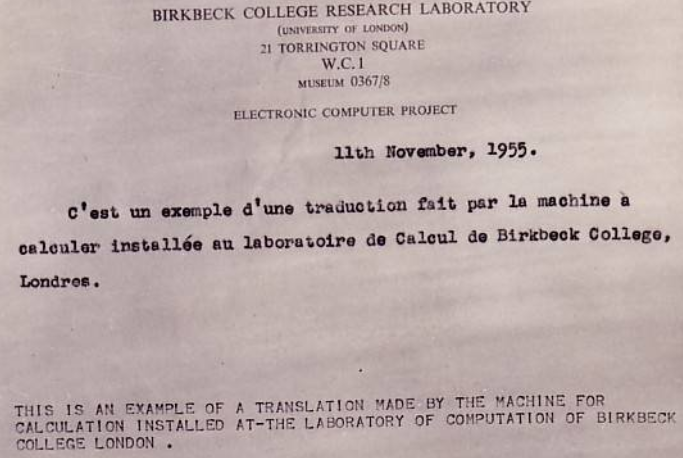 BIRKBECK COLLEGE RESEARCH LABORATORY
(UNIVERSITY OF LONDON)
21 TORRINGTON SQUARE
W.C.1
MUSEUM 0367/8
ELECTRONIC COMPUTER PROJECT
11th November, 1955.
C'est un exemple d'une traduction fait par la machine à
calculer installée au laboratoire de Calcul de Birkbeck College,
Londres.
THIS IS AN EXAMPLE OF A TRANSLATION MADE BY THE MACHINE FOR
CALCULATION INSTALLED AT-THE LABORATORY OF COMPUTATION OF BIRKBECK
COLLEGE LONDON .